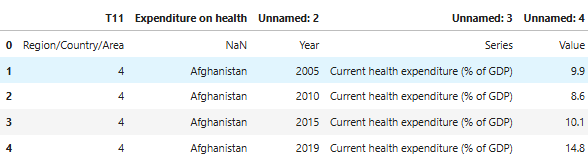 T11 Expenditure on health Unnamed: 2 Unnamed: 3 Unnamed: 4
0 Region/Country/Area NaN Year Series Value
1 4 Afghanistan 2005 Current health expenditure (% of GDP) 9.9
2 4 Afghanistan 2010 Current health expenditure (% of GDP) 8.6
3 4 Afghanistan 2015 Current health expenditure (% of GDP) 10.1
4 4 Afghanistan 2019 Current health expenditure (% of GDP) 14.8